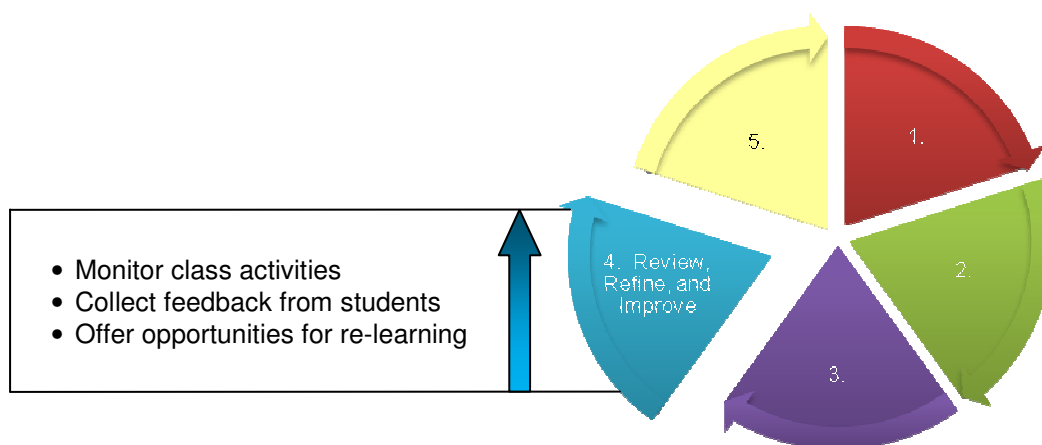 5.
1.
• Monitor class activities
• Collect feedback from students
• Offer opportunities for re-learning
4. Review,
Refine, and
Improve
2.
3.